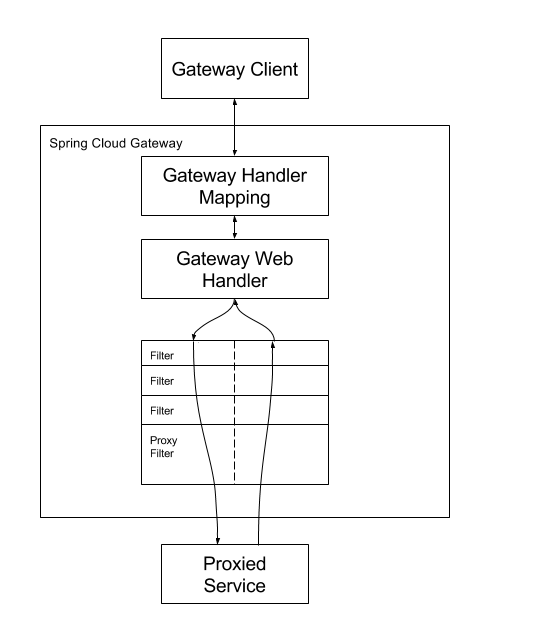 Gateway Client
Spring Cloud Gateway
Gateway Handler
Mapping
Gateway Web
Handler
Filter
Filter
Filter
Proxy
Filter
Proxied
Service